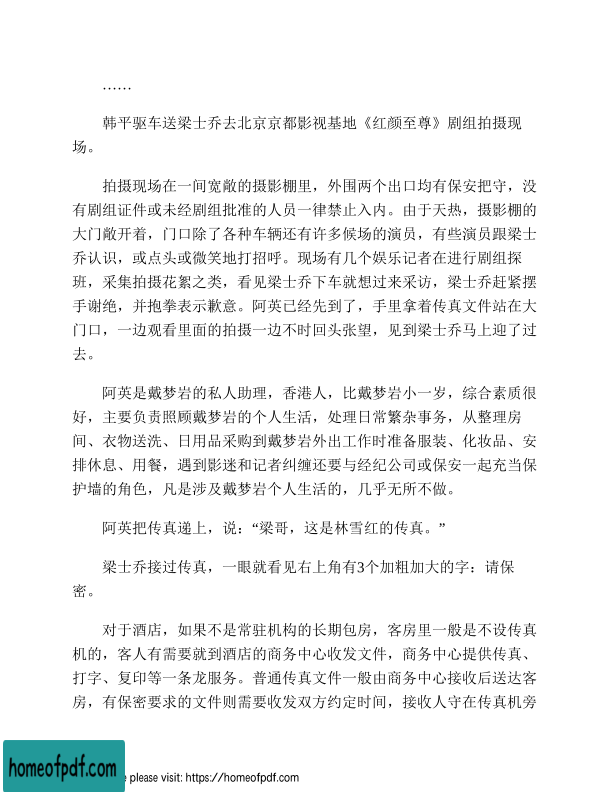 ……
韩平驱车送梁士乔去北京京都影视基地《红颜至尊》剧组拍摄现
场。
拍摄现场在一间宽敞的摄影棚里，外围两个出口均有保安把守，没
有剧组证件或未经剧组批准的人员一律禁止入内。由于天热，摄影棚的
大门敞开着，门口除了各种车辆还有许多候场的演员，有些演员跟梁士
乔认识，或点头或微笑地打招呼。现场有几个娱乐记者在进行剧组探
班，采集拍摄花絮之类，看见梁士乔下车就想过来采访，梁士乔赶紧摆
手谢绝，并抱拳表示歉意。阿英已经先到了，手里拿着传真文件站在大
门口，一边观看里面的拍摄一边不时回头张望，见到梁士乔马上迎了过
去。
阿英是戴梦岩的私人助理，香港人，比戴梦岩小一岁，综合素质很
好，主要负责照顾戴梦岩的个人生活，处理日常繁杂事务，从整理房
间、衣物送洗、日用品采购到戴梦岩外出工作时准备服装、化妆品、安
排休息、用餐，遇到影迷和记者纠缠还要与经纪公司或保安一起充当保
护墙的角色，凡是涉及戴梦岩个人生活的，几乎无所不做。
阿英把传真递上，说：“梁哥，这是林雪红的传真。”
梁士乔接过传真，一眼就看见右上角有3个加粗加大的字：请保
密。
对于酒店，如果不是常驻机构的长期包房，客房里一般是不设传真
机的，客人有需要就到酒店的商务中心收发文件，商务中心提供传真、
打字、复印等一条龙服务。普通传真文件一般由商务中心接收后送达客
房，有保密要求的文件则需要收发双方约定时间，接收人守在传真机旁
homeofpdf.com
e please visit: https://homeofpdf.com